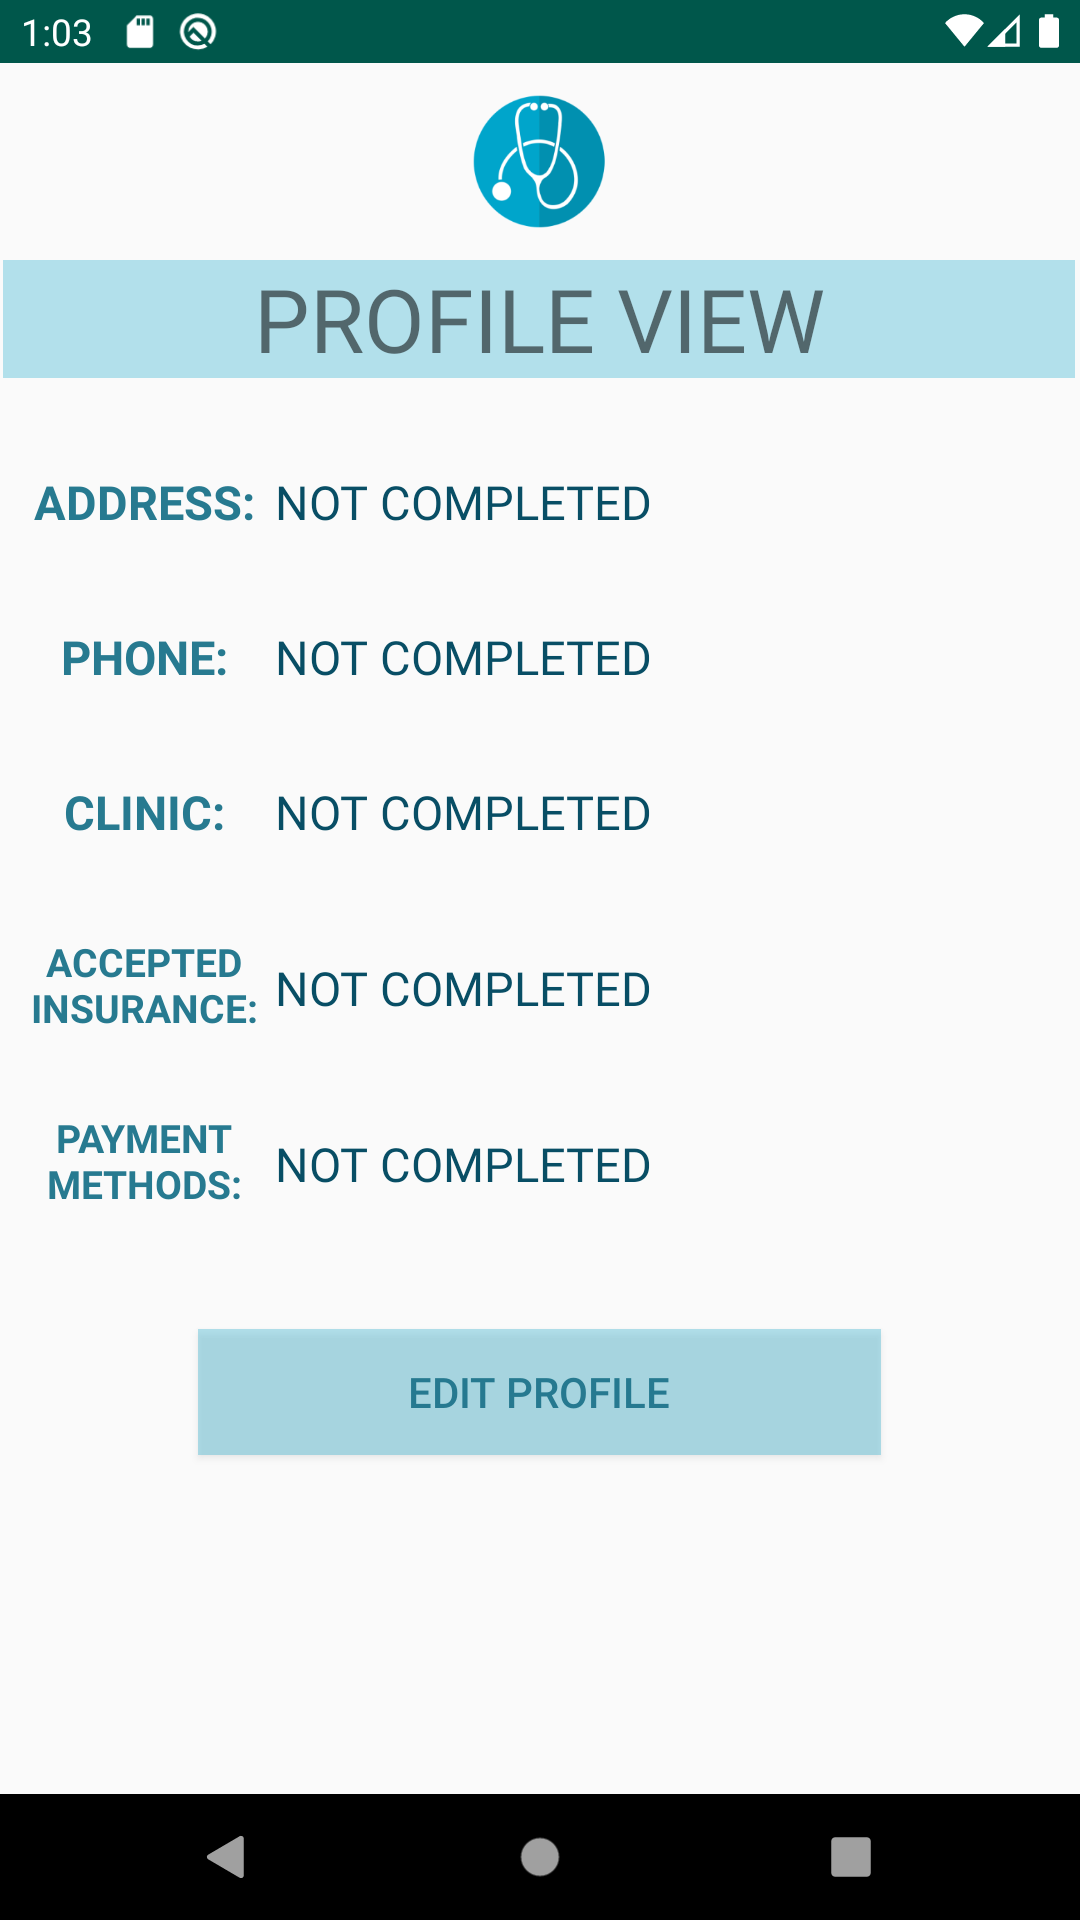 1:03
PROFILE VIEW
ADDRESS: NOT COMPLETED
PHONE: NOT COMPLETED
CLINIC: NOT COMPLETED
ACCEPTED
INSURANCE: NOT COMPLETED
PAYMENT
METHODS: NOT COMPLETED
EDIT PROFILE